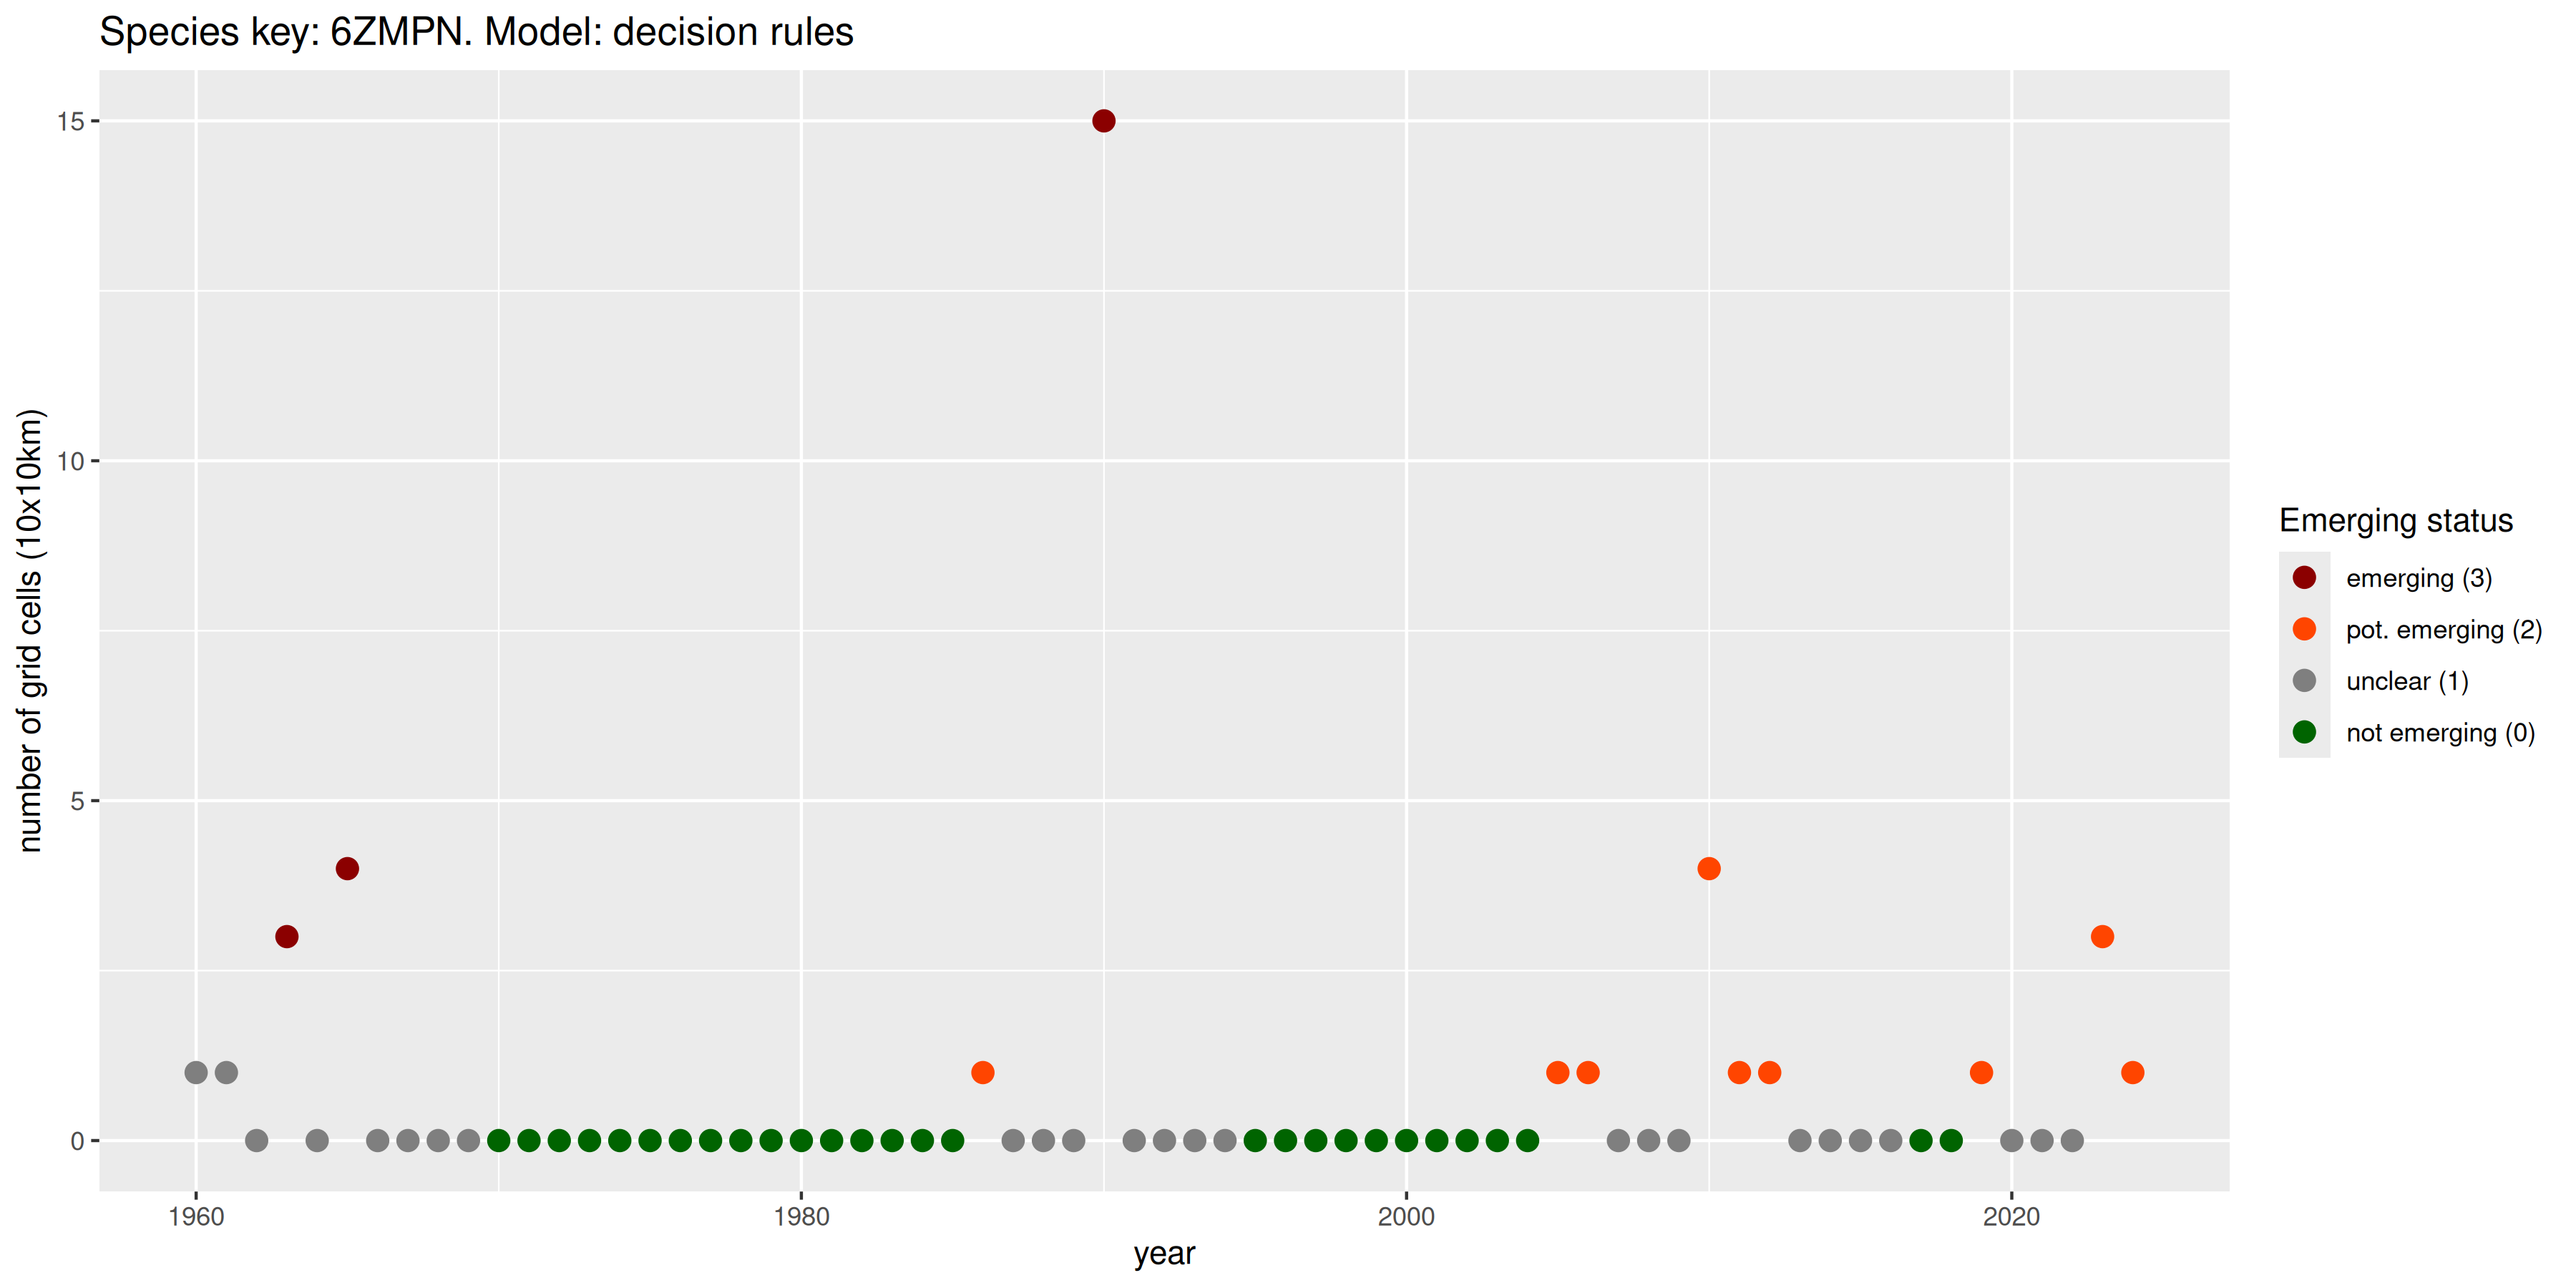 Species key: 6ZMPN. Model: decision rules
number of grid cells (10x10km)
15
10
5
0
1960
1980
2000
2020
year
Emerging status
emerging (3)
pot. emerging (2)
unclear (1)
not emerging (0)